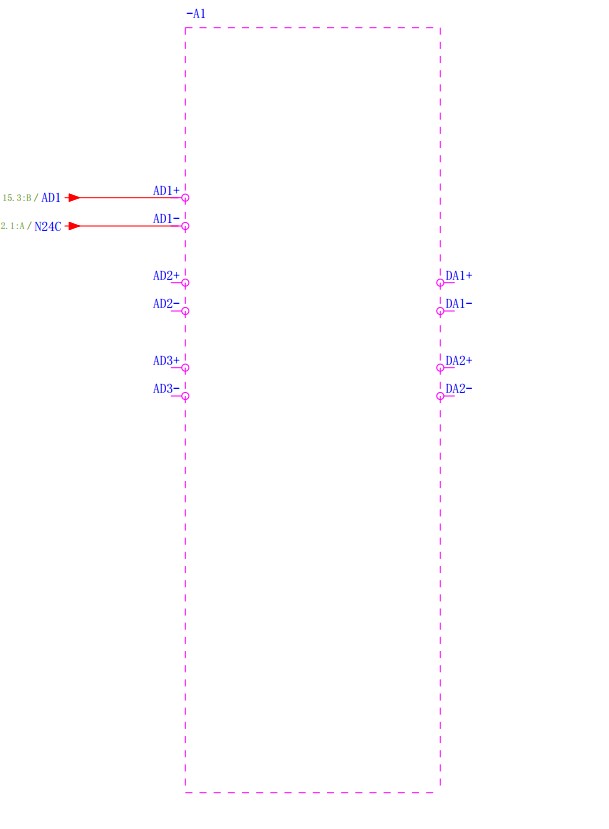 -A1
AD1+
15.3:B/ AD1
AD1-
2.1:A/ N24C
AD2+ DA1+
AD2- DA1-
AD3+ DA2+
AD3- DA2-